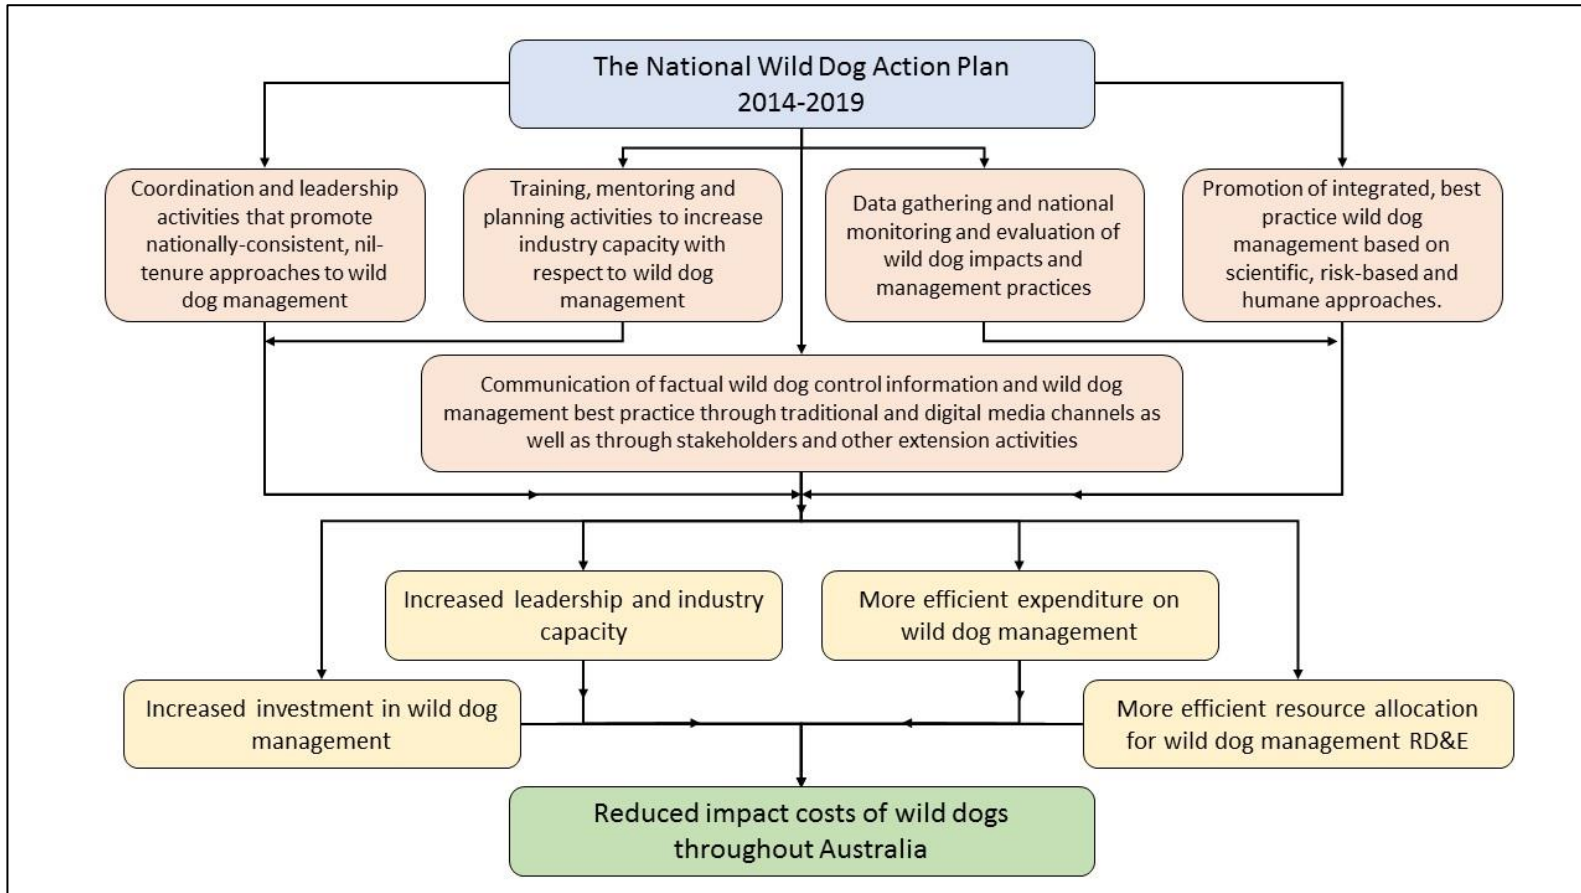 The National Wild Dog Action Plan
2014-2019
Coordination and leadership
activities that promote
nationally-consistent, nil-
tenure approaches to wild
dog management
Training, mentoring and
planning activities to increase
industry capacity with
respect to wild dog
management
Data gathering and national
monitoring and evaluation of
wild dog impacts and
management practices
Promotion of integrated, best
practice wild dog
management based on
scientific, risk-based and
humane approaches.
Communication of factual wild dog control information and wild dog
management best practice through traditional and digital media channels as
well as through stakeholders and other extension activities
Increased leadership and industry
capacity
More efficient expenditure on
wild dog management
Increased investment in wild dog
management
More efficient resource allocation
for wild dog management RD&E
Reduced impact costs of wild dogs
throughout Australia